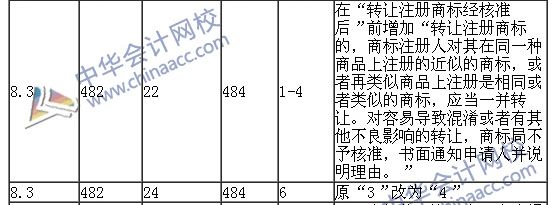 在“转让注册商标经核准
后”前增加“转让注册商标
的，商标注册人对其在同一种
商品上注册的近似的商标，或
者再类似商品上注册是相同或
者类似的商标，应当一并转
让。对容易导致混淆或者有其
他不良影响的转让，商标局不
予核准，书面通知申请人并说
明理由。”
8.3 482 22 484 1-4
8.3 482 24 484 6 原“3”改为“4”
中华会计网校
www.chinaacc.com